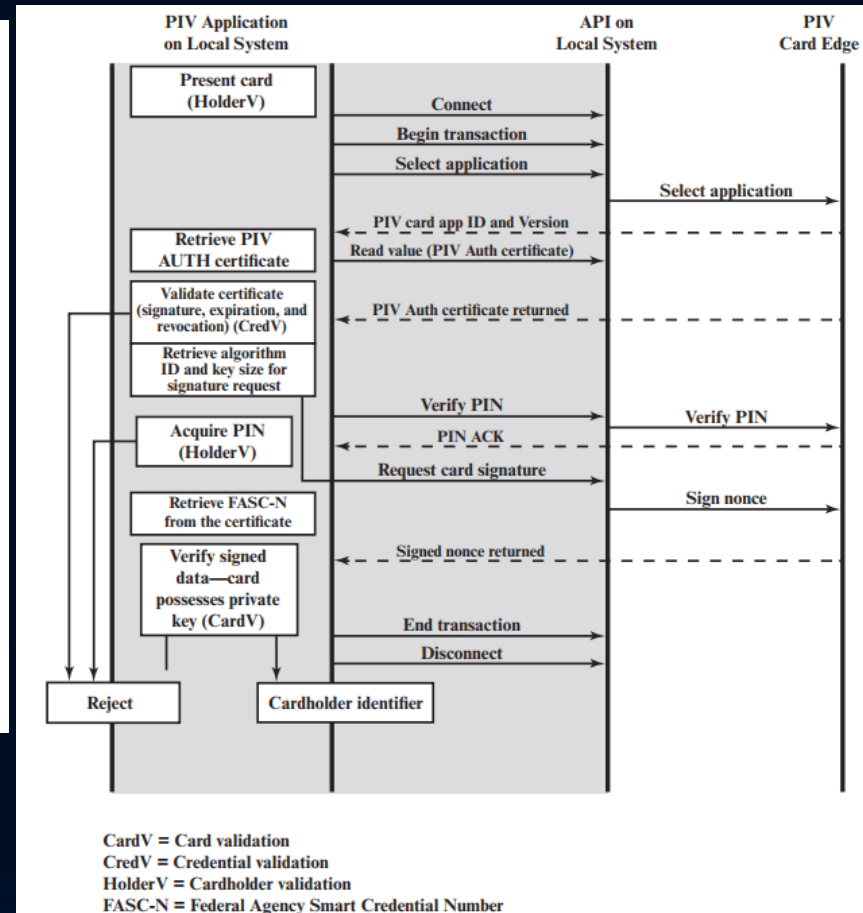 PIV Application
on Local System
API on
Local System
PIV
Card Edge
Present card
(HolderV)
Connect
Begin transaction
Select application
Select application
PIV card app ID and Version
Retrieve PIV
AUTH certificate
Read value (PIV Auth certificate)
Validate certificate
(signature, expiration, and
revocation) (CredV)
PIV Auth certificate returned
Retrieve algorithm
ID and key size for
signature request
Verify PIN
Verify PIN
Acquire PIN
(HolderV)
PIN ACK
Request card signature
Retrieve FASC-N
from the certificate
Sign nonce
Verify signed
data—card
possesses private
key (CardV)
Signed nonce returned
End transaction
Disconnect
Reject
Cardholder identifier
CardV = Card validation
CredV = Credential validation
HolderV = Cardholder validation
FASC-N = Federal Agency Smart Credential Number